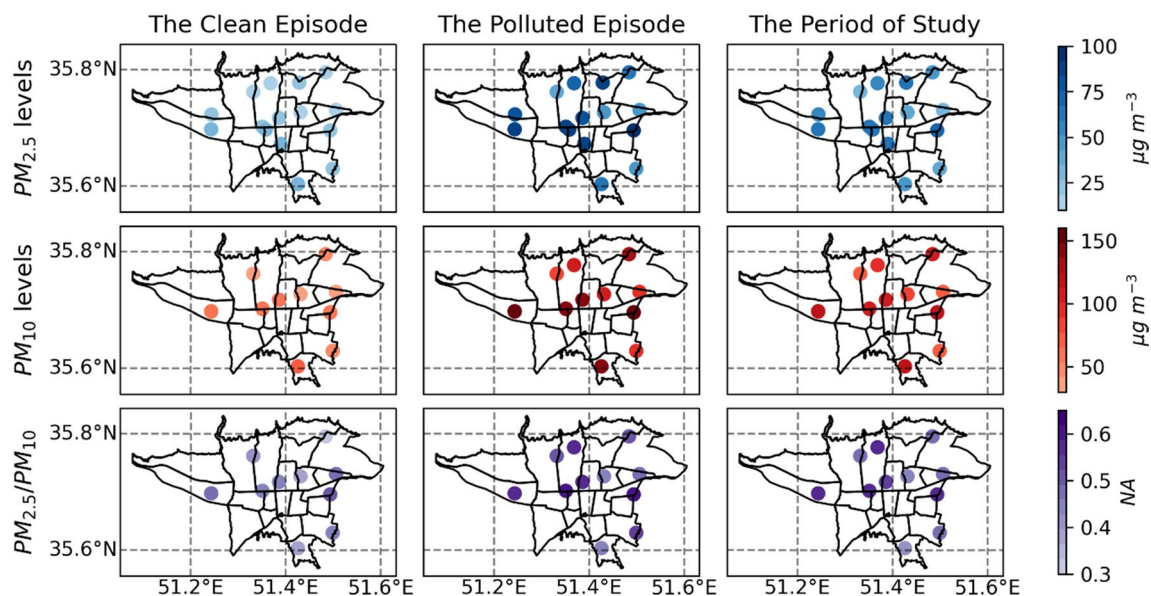 The Clean Episode The Polluted Episode The Period of Study
PM2.5 levels
35.8°N
35.6°N
100
75
50
25
μg m−3
PM10 levels
35.8°N
35.6°N
150
100
50
μg m−3
PM2.5/PM10
35.8°N
35.6°N
0.6
0.5
0.4
0.3
NA
51.2°E 51.4°E 51.6°E 51.2°E 51.4°E 51.6°E 51.2°E 51.4°E 51.6°E